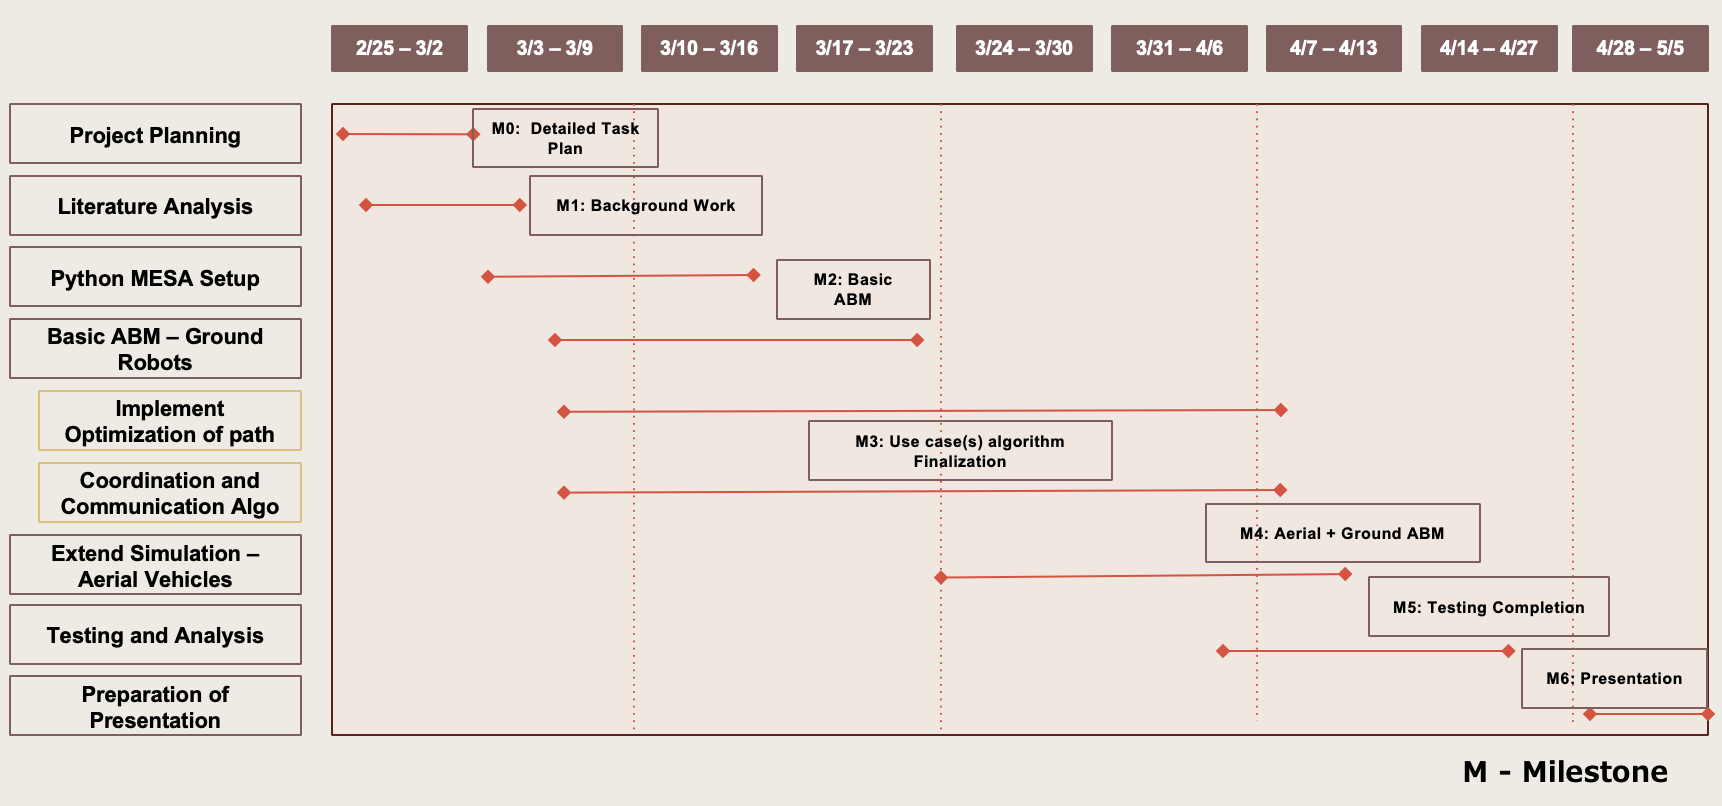 2/25 – 3/2
3/3 – 3/9
3/10 – 3/16
3/17 – 3/23
3/24 – 3/30
3/31 – 4/6
4/7 – 4/13
4/14 – 4/27
4/28 – 5/5
Project Planning
M0:  Detailed Task
Plan
Literature Analysis
M1: Background Work
Python MESA Setup
M2: Basic
ABM
Basic ABM – Ground
Robots
Implement
Optimization of path
M3: Use case(s) algorithm
Finalization
Coordination and
Communication Algo
M4: Aerial + Ground ABM
Extend Simulation –
Aerial Vehicles
M5: Testing Completion
Testing and Analysis
M6: Presentation
Preparation of
Presentation
M - Milestone